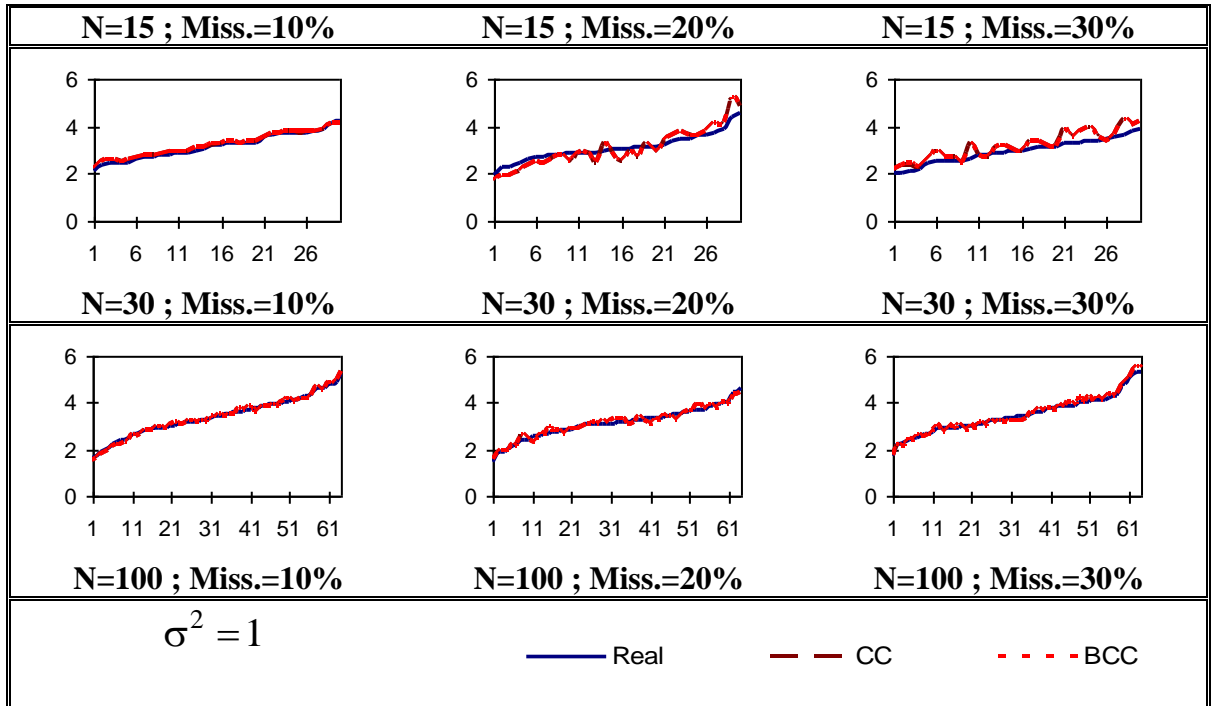 N=15 ; Miss.=10% N=15 ; Miss.=20% N=15 ; Miss.=30%
6 6 6
4 4 4
2 2 2
0 0 0
1 6 11 16 21 26 1 6 11 16 21 26 1 6 11 16 21 26
N=30 ; Miss.=10% N=30 ; Miss.=20% N=30 ; Miss.=30%
6 6 6
4 4 4
2 2 2
0 0 0
1 11 21 31 41 51 61 1 11 21 31 41 51 61 1 11 21 31 41 51 61
N=100 ; Miss.=10% N=100 ; Miss.=20% N=100 ; Miss.=30%
σ² = 1 Real CC BCC